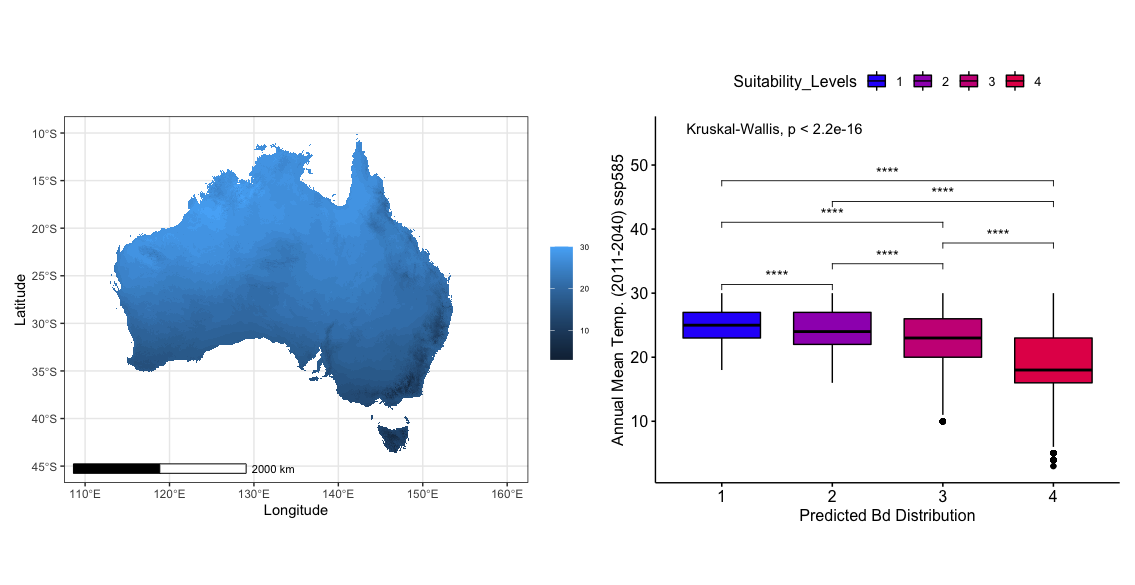 10°S
15°S
20°S
25°S
30°S
35°S
40°S
45°S
Latitude
2000 km
110°E 120°E 130°E 140°E 150°E 160°E
Longitude
30
20
10
Suitability_Levels 1 2 3 4
Kruskal-Wallis, p < 2.2e-16
****
****
****
****
****
****
50
40
30
20
10
Annual Mean Temp. (2011-2040) ssp585
1 2 3 4
Predicted Bd Distribution